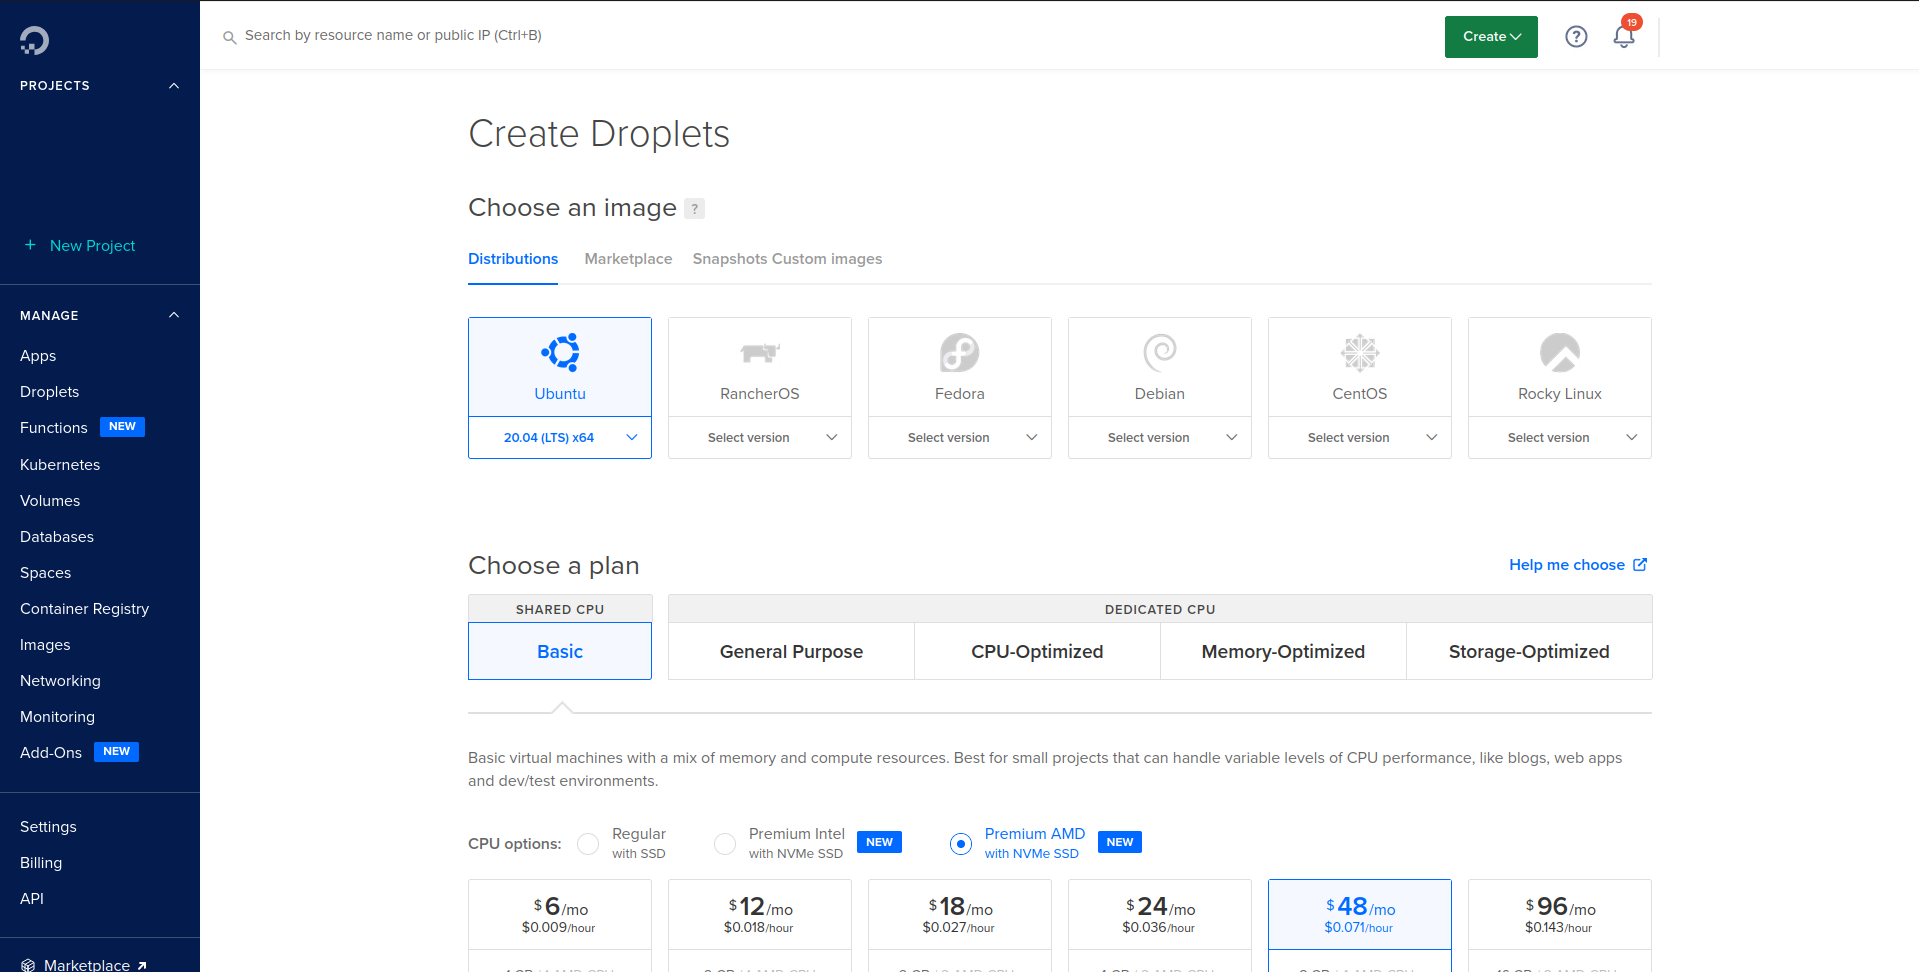 Search by resource name or public IP (Ctrl+B)
Create
?
19
PROJECTS
+ New Project
MANAGE
Apps
Droplets
Functions NEW
Kubernetes
Volumes
Databases
Spaces
Container Registry
Images
Networking
Monitoring
Add-Ons NEW
Settings
Billing
API
Marketplace
Create Droplets
Choose an image ?
Distributions Marketplace Snapshots Custom images
Ubuntu RancherOS Fedora Debian CentOS Rocky Linux
20.04 (LTS) x64 Select version Select version Select version Select version Select version
Choose a plan Help me choose
SHARED CPU DEDICATED CPU
Basic General Purpose CPU-Optimized Memory-Optimized Storage-Optimized
Basic virtual machines with a mix of memory and compute resources. Best for small projects that can handle variable levels of CPU performance, like blogs, web apps
and dev/test environments.
CPU options: Regular Premium Intel NEW Premium AMD NEW
with SSD with NVMe SSD with NVMe SSD
$6/mo $12/mo $18/mo $24/mo $48/mo $96/mo
$0.009/hour $0.018/hour $0.027/hour $0.036/hour $0.071/hour $0.143/hour